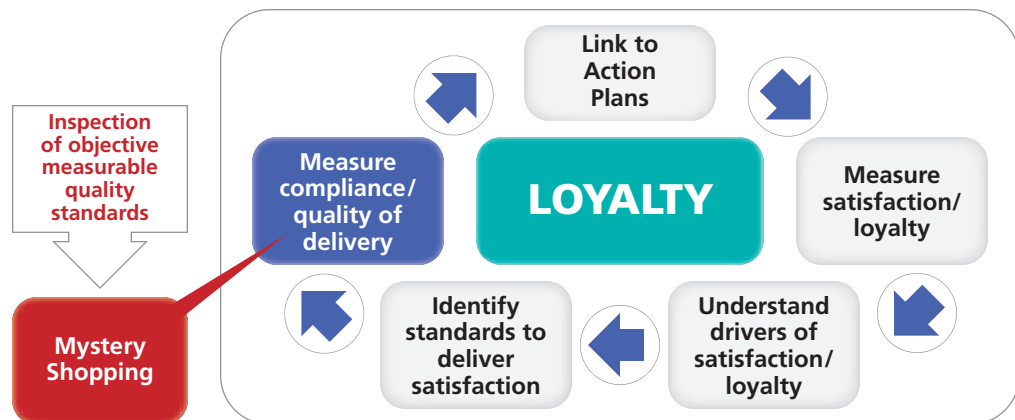 Link to
Action
Plans
Inspection
of objective
measurable
quality
standards
Measure
compliance/
quality of
delivery
LOYALTY
Measure
satisfaction/
loyalty
Mystery
Shopping
Identify
standards to
deliver
satisfaction
Understand
drivers of
satisfaction/
loyalty